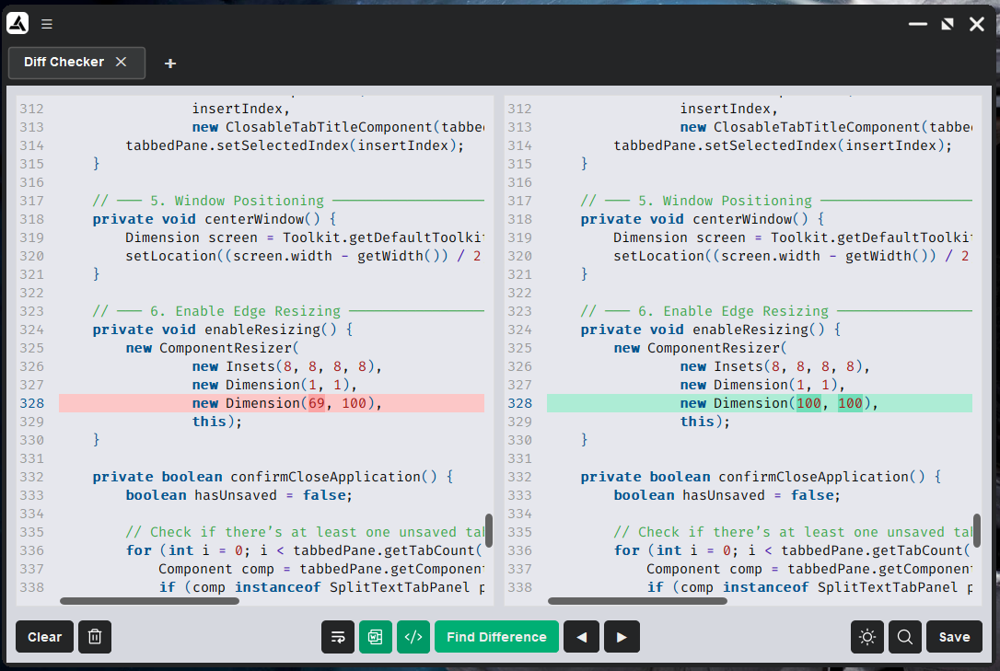 Diff Checker
312 insertIndex,
313 new ClosableTabTitleComponent(tabbe
314 tabbedPane.setSelectedIndex(insertIndex);
315 }
316
317 // ─── 5. Window Positioning ───────────────
318 private void centerWindow() {
319 Dimension screen = Toolkit.getDefaultToolki
320 setLocation((screen.width - getWidth()) / 2
321 }
322
323 // ─── 6. Enable Edge Resizing ───────────────
324 private void enableResizing() {
325 new ComponentResizer(
326 new Insets(8, 8, 8, 8),
327 new Dimension(1, 1),
328 new Dimension(69, 100),
329 this);
330 }
331
332 private boolean confirmCloseApplication() {
333 boolean hasUnsaved = false;
334
335 // Check if there's at least one unsaved ta
336 for (int i = 0; i < tabbedPane.getTabCount(
337 Component comp = tabbedPane.getComponen
338 if (comp instanceof SplitTextTabPanel p
312 insertIndex,
313 new ClosableTabTitleComponent(tabbe
314 tabbedPane.setSelectedIndex(insertIndex);
315 }
316
317 // ─── 5. Window Positioning ───────────────
318 private void centerWindow() {
319 Dimension screen = Toolkit.getDefaultToolki
320 setLocation((screen.width - getWidth()) / 2
321 }
322
323 // ─── 6. Enable Edge Resizing ───────────────
324 private void enableResizing() {
325 new ComponentResizer(
326 new Insets(8, 8, 8, 8),
327 new Dimension(1, 1),
328 new Dimension(100, 100),
329 this);
330 }
331
332 private boolean confirmCloseApplication() {
333 boolean hasUnsaved = false;
334
335 // Check if there's at least one unsaved ta
336 for (int i = 0; i < tabbedPane.getTabCount(
337 Component comp = tabbedPane.getComponen
338 if (comp instanceof SplitTextTabPanel p
Clear </> Find Difference Save